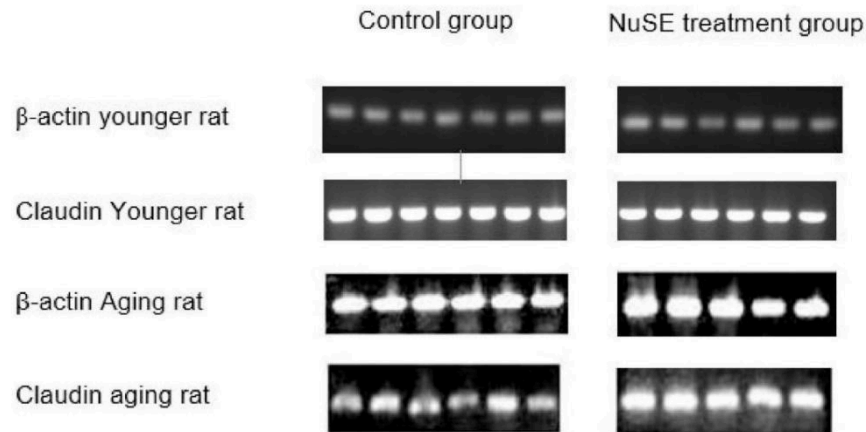 Control group
NuSE treatment group
β-actin younger rat
Claudin Younger rat
β-actin Aging rat
Claudin aging rat